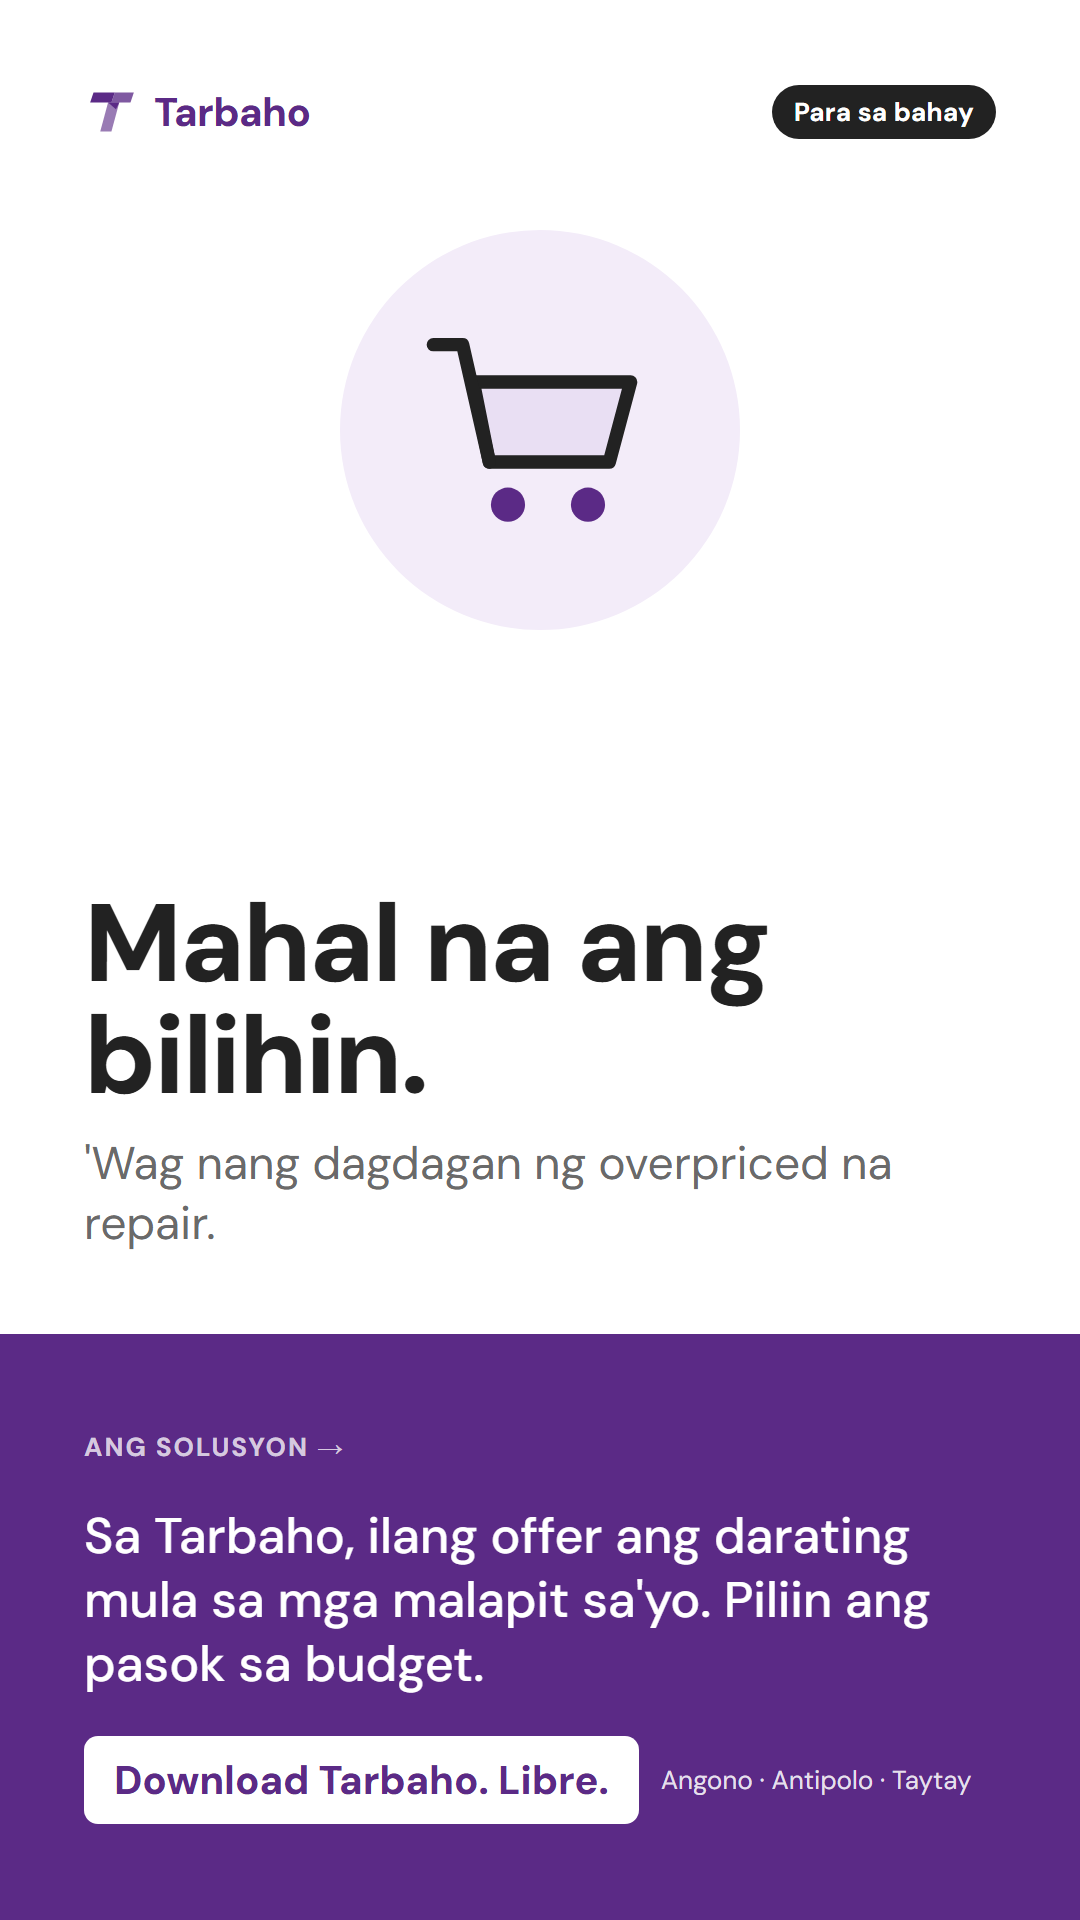 Tarbaho
Para sa bahay
Mahal na ang
bilihin.
'Wag nang dagdagan ng overpriced na
repair.
ANG SOLUSYON →
Sa Tarbaho, ilang offer ang darating
mula sa mga malapit sa'yo. Piliin ang
pasok sa budget.
Download Tarbaho. Libre.
Angono · Antipolo · Taytay